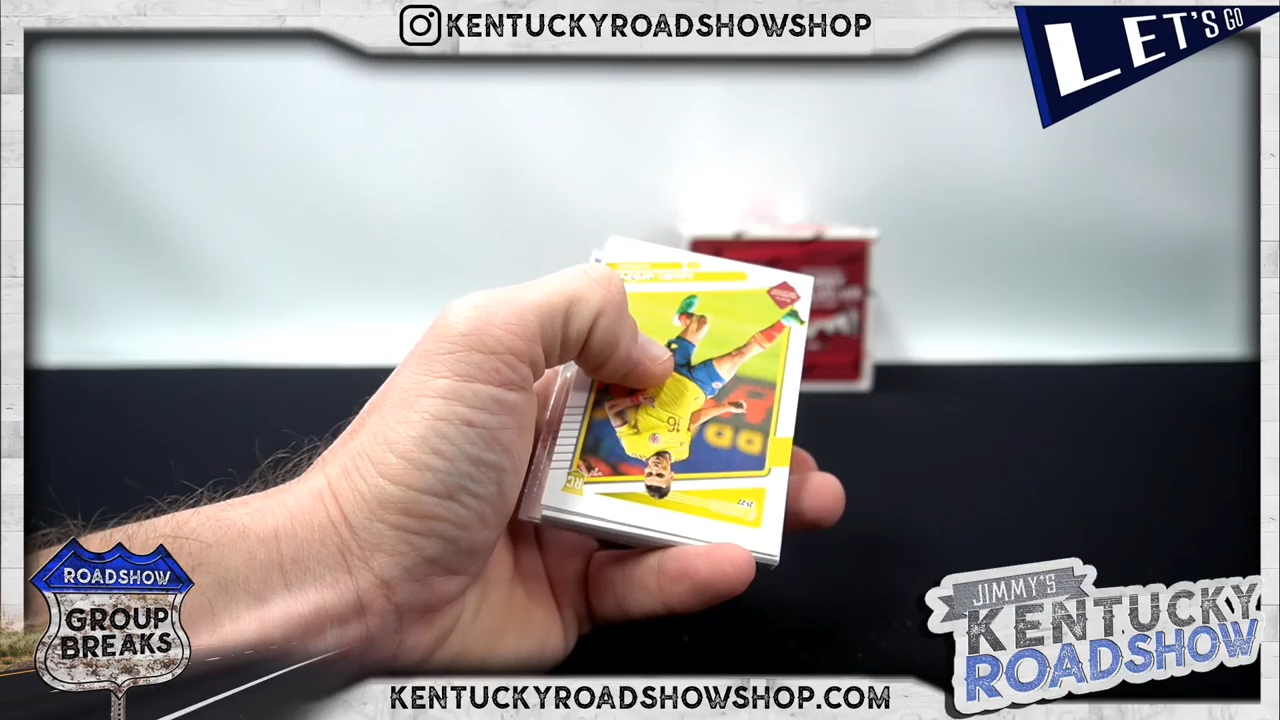 KENTUCKYROADSHOWSHOP
LET'S GO
RC
16
21-22
ROADSHOW
GROUP
BREAKS
JIMMY'S
KENTUCKY
ROADSHOW
KENTUCKYROADSHOWSHOP.COM